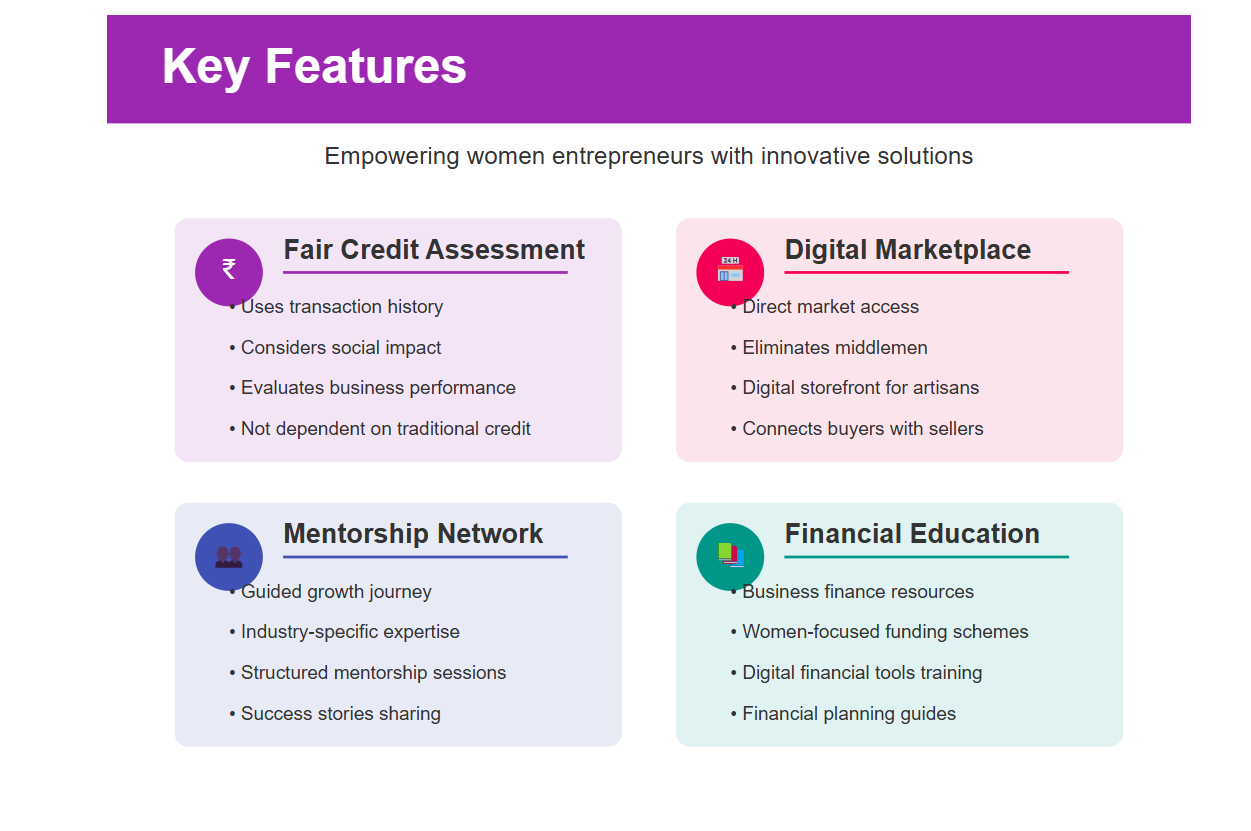 Key Features
Empowering women entrepreneurs with innovative solutions
₹
Fair Credit Assessment
• Uses transaction history
• Considers social impact
• Evaluates business performance
• Not dependent on traditional credit
24 H
Digital Marketplace
• Direct market access
• Eliminates middlemen
• Digital storefront for artisans
• Connects buyers with sellers
Mentorship Network
• Guided growth journey
• Industry-specific expertise
• Structured mentorship sessions
• Success stories sharing
Financial Education
• Business finance resources
• Women-focused funding schemes
• Digital financial tools training
• Financial planning guides